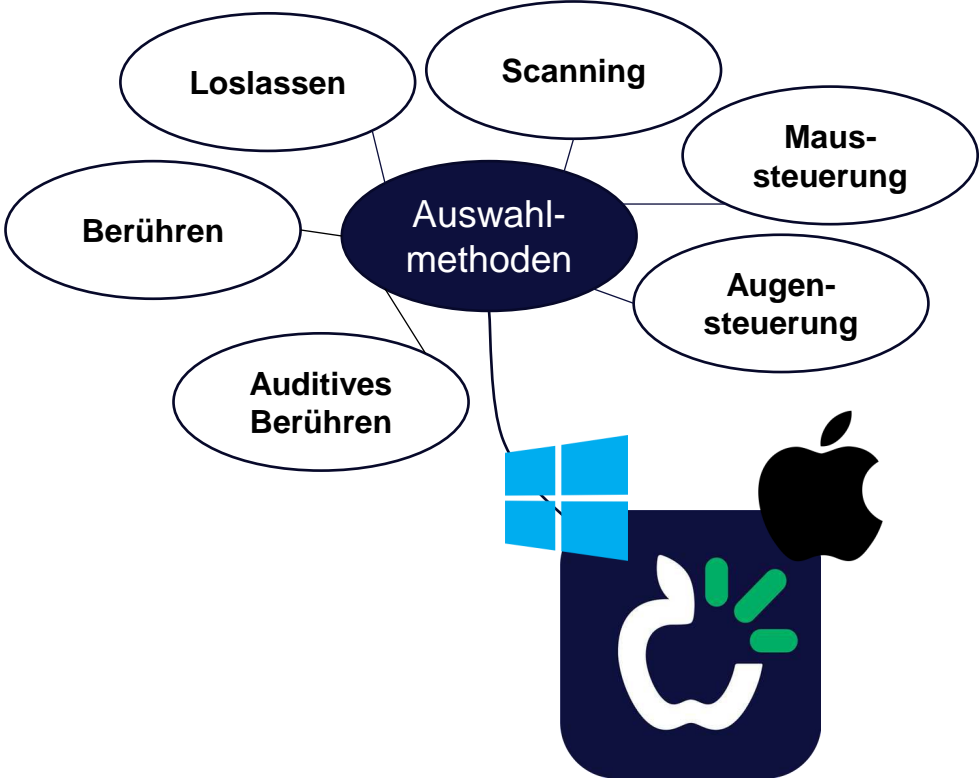 Loslassen
Scanning
Maus-
steuerung
Berühren
Auswahl-
methoden
Augen-
steuerung
Auditives
Berühren